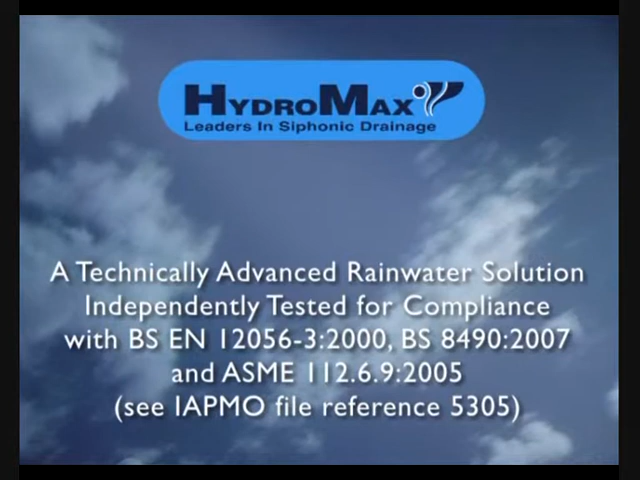 HYDROMAX
Leaders In Siphonic Drainage
A Technically Advanced Rainwater Solution
Independently Tested for Compliance
with BS EN 12056-3:2000, BS 8490:2007
and ASME 112.6.9:2005
(see IAPMO file reference 5305)